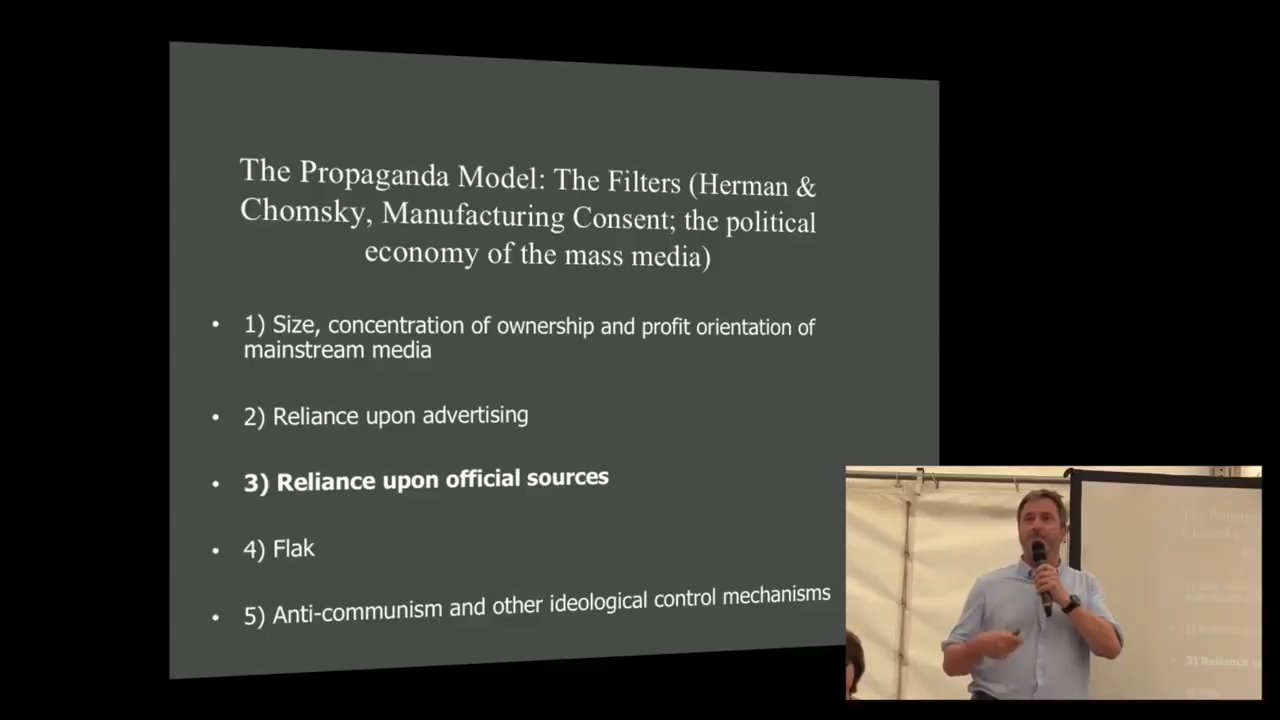 The Propaganda Model: The Filters (Herman &
Chomsky, Manufacturing Consent; the political
economy of the mass media)
• 1) Size, concentration of ownership and profit orientation of
mainstream media
• 2) Reliance upon advertising
• 3) Reliance upon official sources
• 4) Flak
• 5) Anti-communism and other ideological control mechanisms